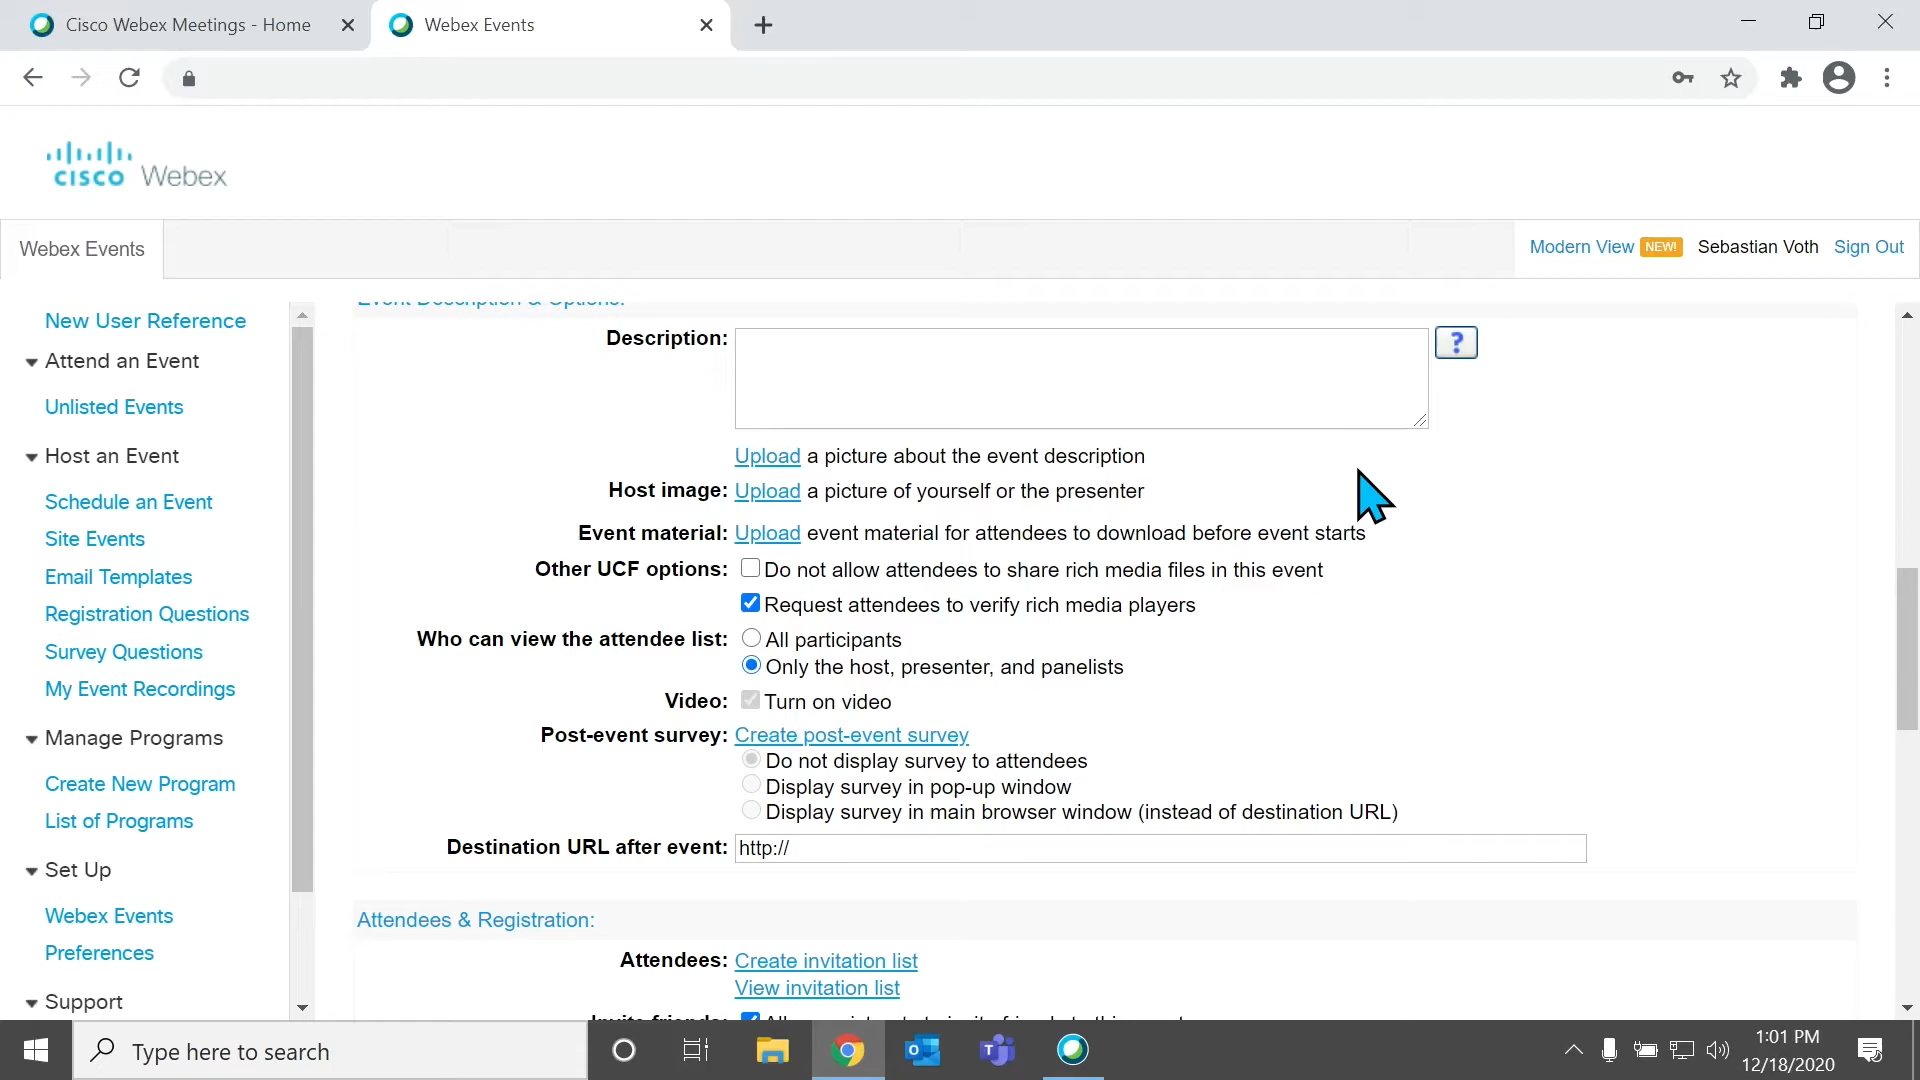 Cisco Webex Meetings - Home
Webex Events
CISCO Webex
Webex Events
Modern View NEW! Sebastian Voth Sign Out
New User Reference
Attend an Event
Unlisted Events
Host an Event
Schedule an Event
Site Events
Email Templates
Registration Questions
Survey Questions
My Event Recordings
Manage Programs
Create New Program
List of Programs
Set Up
Webex Events
Preferences
Support
Event Description & Options:
Description:
?
Upload a picture about the event description
Host image: Upload a picture of yourself or the presenter
Event material: Upload event material for attendees to download before event starts
Other UCF options: Do not allow attendees to share rich media files in this event
Request attendees to verify rich media players
Who can view the attendee list: All participants
Only the host, presenter, and panelists
Video: Turn on video
Post-event survey: Create post-event survey
Do not display survey to attendees
Display survey in pop-up window
Display survey in main browser window (instead of destination URL)
Destination URL after event: http://
Attendees & Registration:
Attendees: Create invitation list
View invitation list
Invite friends:
Type here to search
1:01 PM
12/18/2020